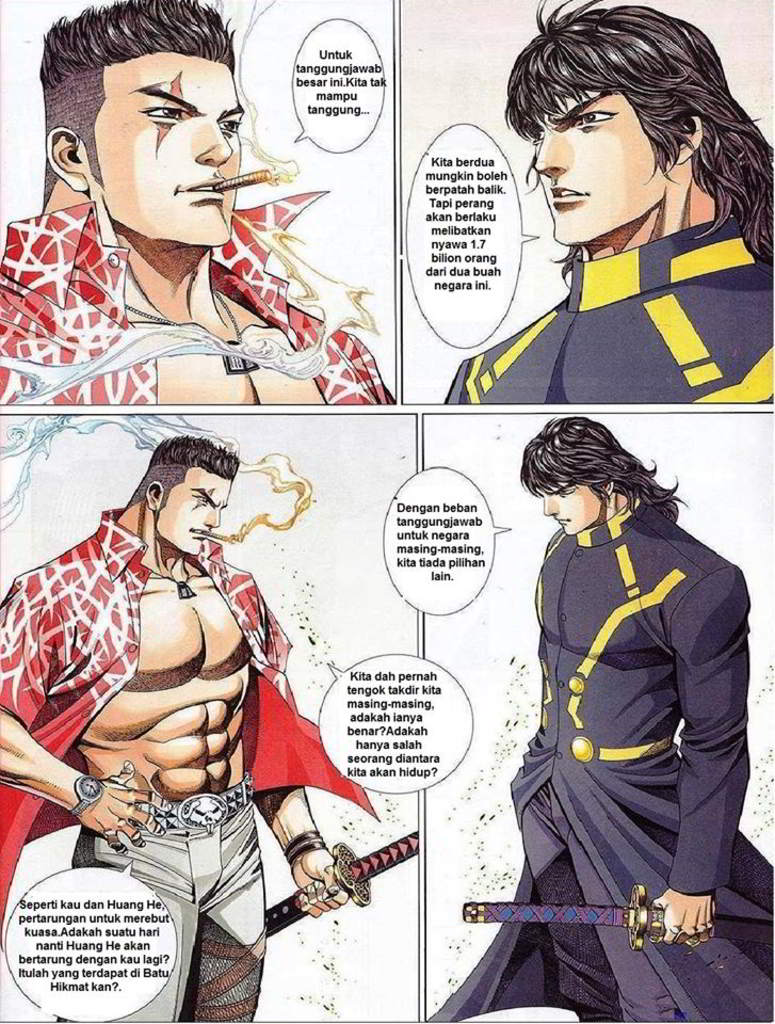 Untuk
tanggungjawab
besar ini.Kita tak
mampu
tanggung...
Kita berdua
mungkin boleh
berpatah balik.
Tapi perang
akan berlaku
melibatkan
nyawa 1.7
bilion orang
dari dua buah
negara ini.
Dengan beban
tanggungjawab
untuk negara
masing-masing,
kita tiada pilihan
lain.
Kita dah pernah
tengok takdir kita
masing-masing,
adakah ianya
benar?Adakah
hanya salah
seorang diantara
kita akan hidup?
Seperti kau dan Huang He,
pertarungan untuk merebut
kuasa.Adakah suatu hari
nanti Huang He akan
bertarung dengan kau lagi?
Itulah yang terdapat di Batu
Hikmat kan?.